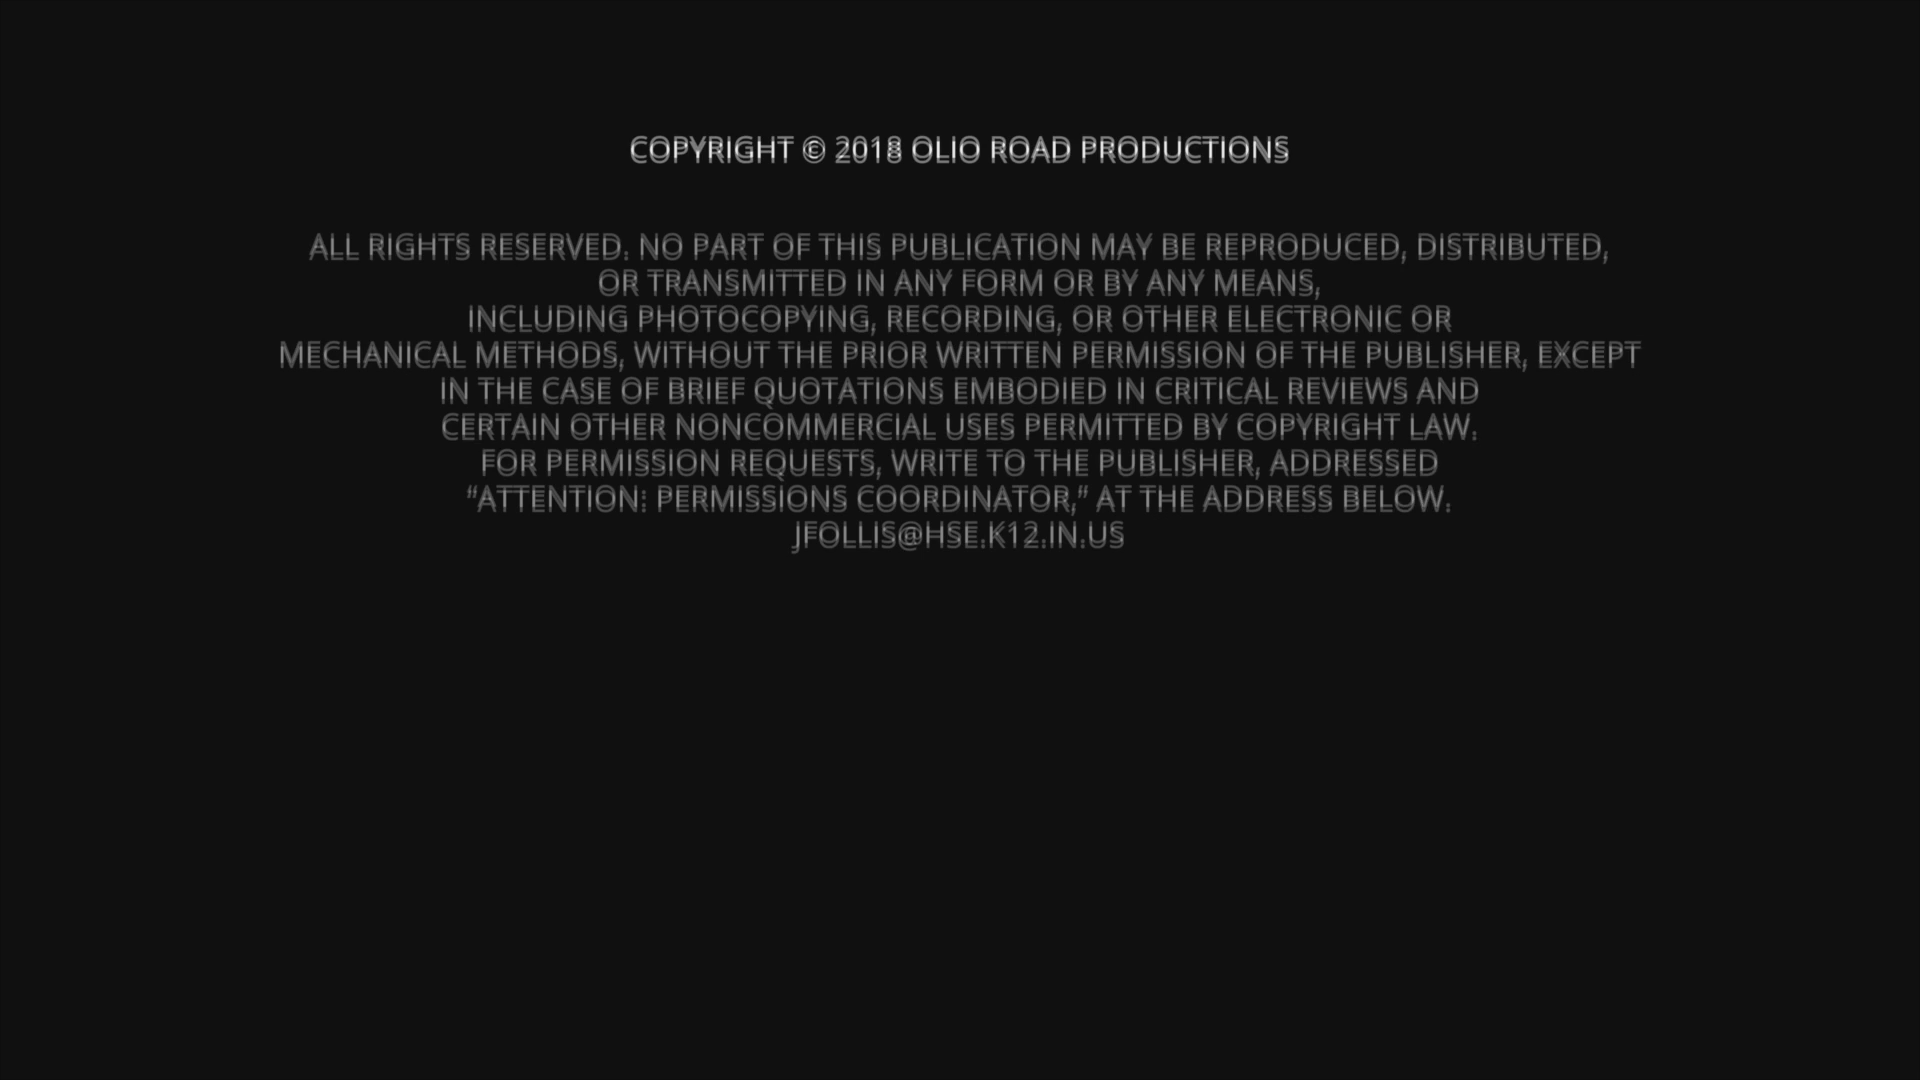 COPYRIGHT © 2018 OLIO ROAD PRODUCTIONS
ALL RIGHTS RESERVED. NO PART OF THIS PUBLICATION MAY BE REPRODUCED, DISTRIBUTED,
OR TRANSMITTED IN ANY FORM OR BY ANY MEANS,
INCLUDING PHOTOCOPYING, RECORDING, OR OTHER ELECTRONIC OR
MECHANICAL METHODS, WITHOUT THE PRIOR WRITTEN PERMISSION OF THE PUBLISHER, EXCEPT
IN THE CASE OF BRIEF QUOTATIONS EMBODIED IN CRITICAL REVIEWS AND
CERTAIN OTHER NONCOMMERCIAL USES PERMITTED BY COPYRIGHT LAW.
FOR PERMISSION REQUESTS, WRITE TO THE PUBLISHER, ADDRESSED
“ATTENTION: PERMISSIONS COORDINATOR,” AT THE ADDRESS BELOW.
JFOLLIS@HSE.K12.IN.US